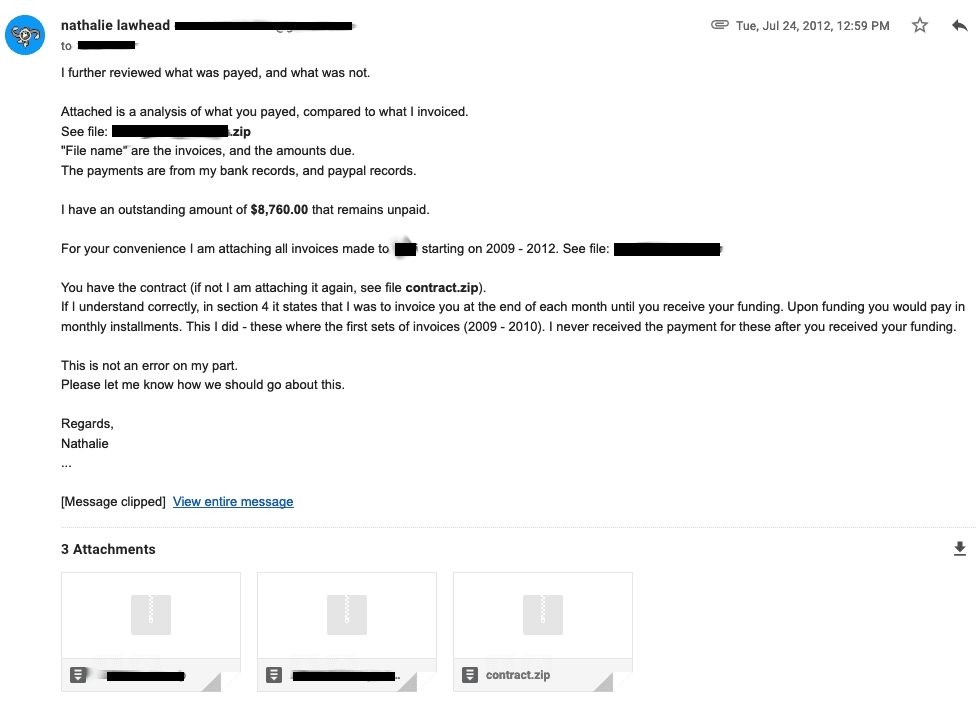 nathalie lawhead
Tue, Jul 24, 2012, 12:59 PM
to
I further reviewed what was payed, and what was not.
Attached is a analysis of what you payed, compared to what I invoiced.
See file: .zip
"File name" are the invoices, and the amounts due.
The payments are from my bank records, and paypal records.
I have an outstanding amount of $8,760.00 that remains unpaid.
For your convenience I am attaching all invoices made to starting on 2009 - 2012. See file:
You have the contract (if not I am attaching it again, see file contract.zip).
If I understand correctly, in section 4 it states that I was to invoice you at the end of each month until you receive your funding. Upon funding you would pay in
monthly installments. This I did - these where the first sets of invoices (2009 - 2010). I never received the payment for these after you received your funding.
This is not an error on my part.
Please let me know how we should go about this.
Regards,
Nathalie
...
[Message clipped] View entire message
3 Attachments
..
contract.zip